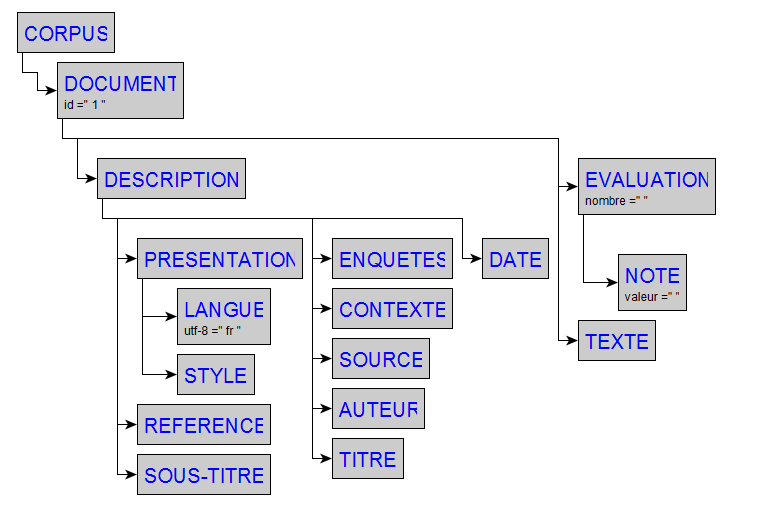 CORPUS
DOCUMENT
id =" 1 "
DESCRIPTION
EVALUATION
nombre =" "
PRESENTATION
ENQUETES
DATE
NOTE
valeur =" "
LANGUE
utf-8 =" fr "
CONTEXTE
TEXTE
SOURCE
STYLE
AUTEUR
REFERENCE
TITRE
SOUS-TITRE